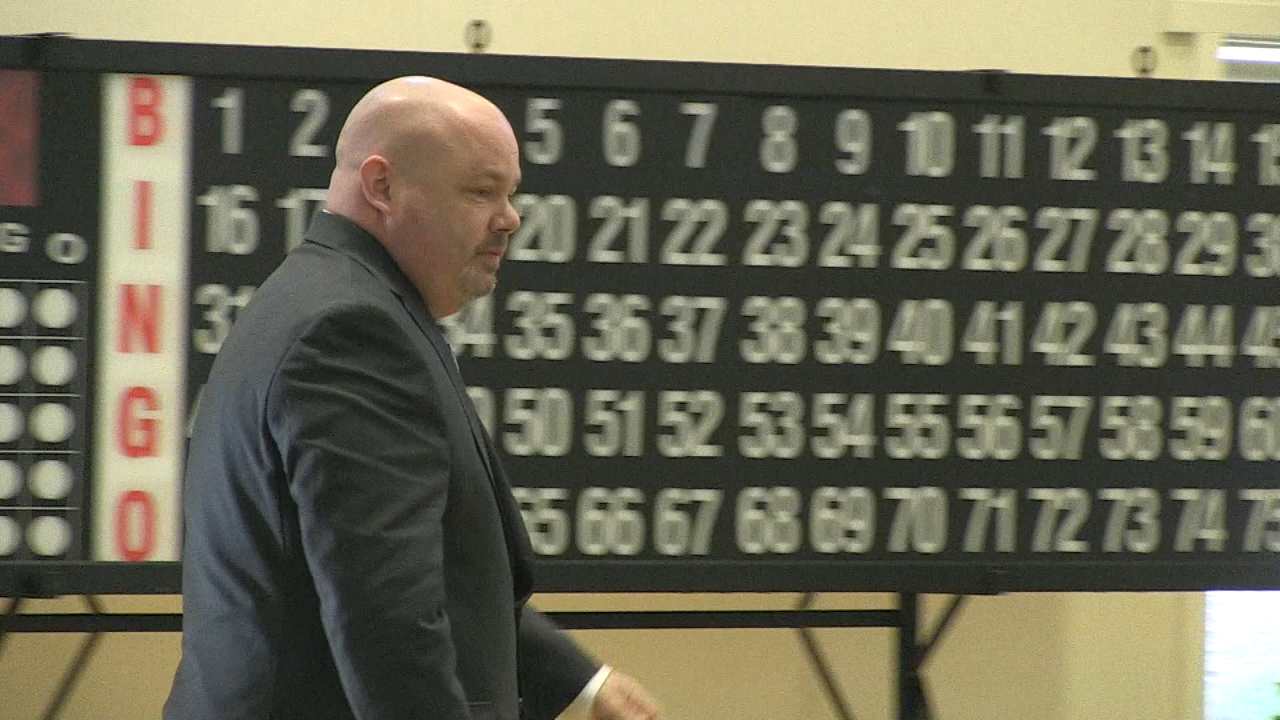 B 1 2 5 6 7 8 9 10 11 12 13 14
I 16 20 21 22 23 24 25 26 27 28 29
N 35 36 37 38 39 40 41 42 43 44
G 50 51 52 53 54 55 56 57 58 59
O 65 66 67 68 69 70 71 72 73 74
G O